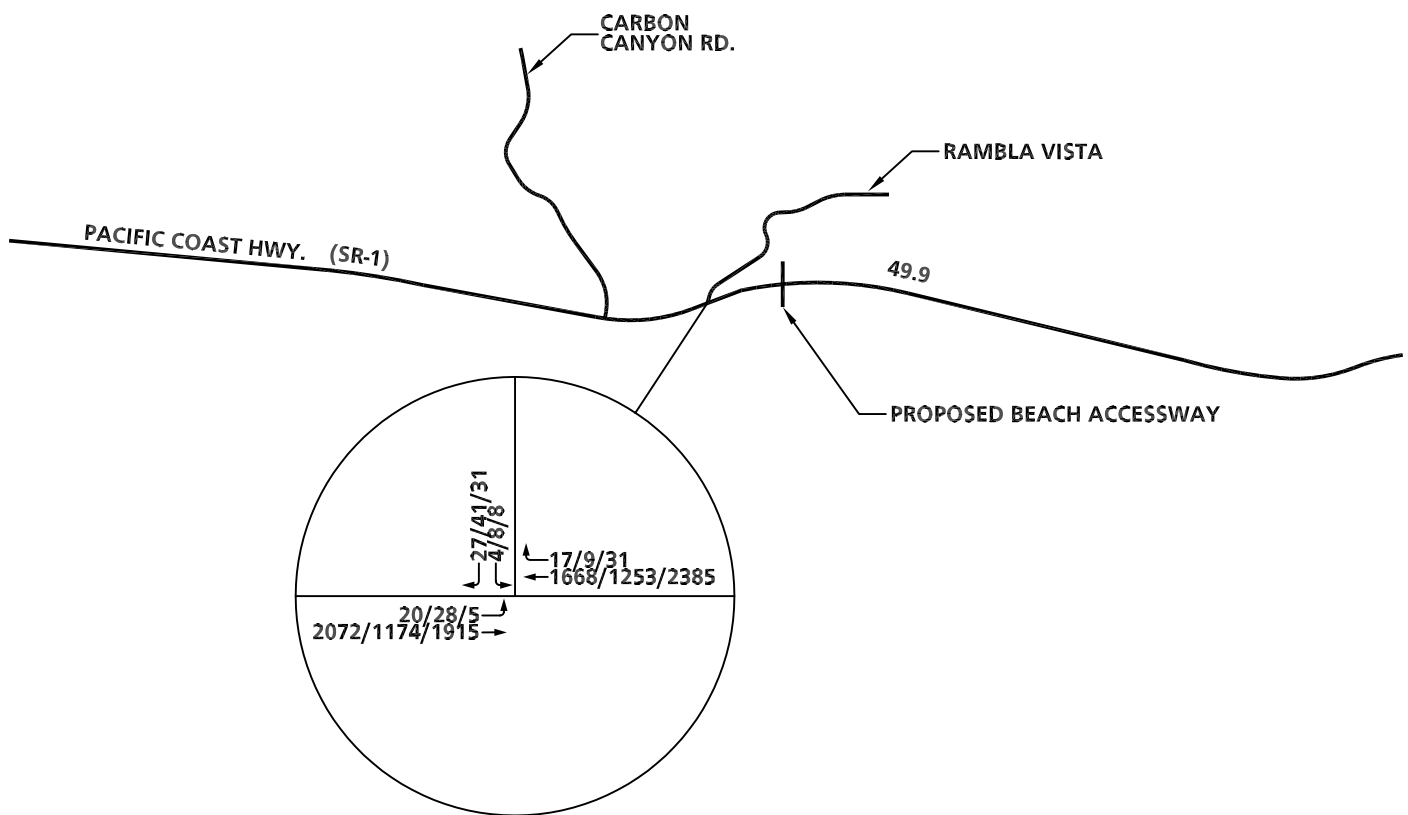 CARBON
CANYON RD.
RAMBLA VISTA
PACIFIC COAST HWY. (SR-1)
49.9
PROPOSED BEACH ACCESSWAY
27/41/31
4/8/8
17/9/31
1668/1253/2385
20/28/5
2072/1174/1915